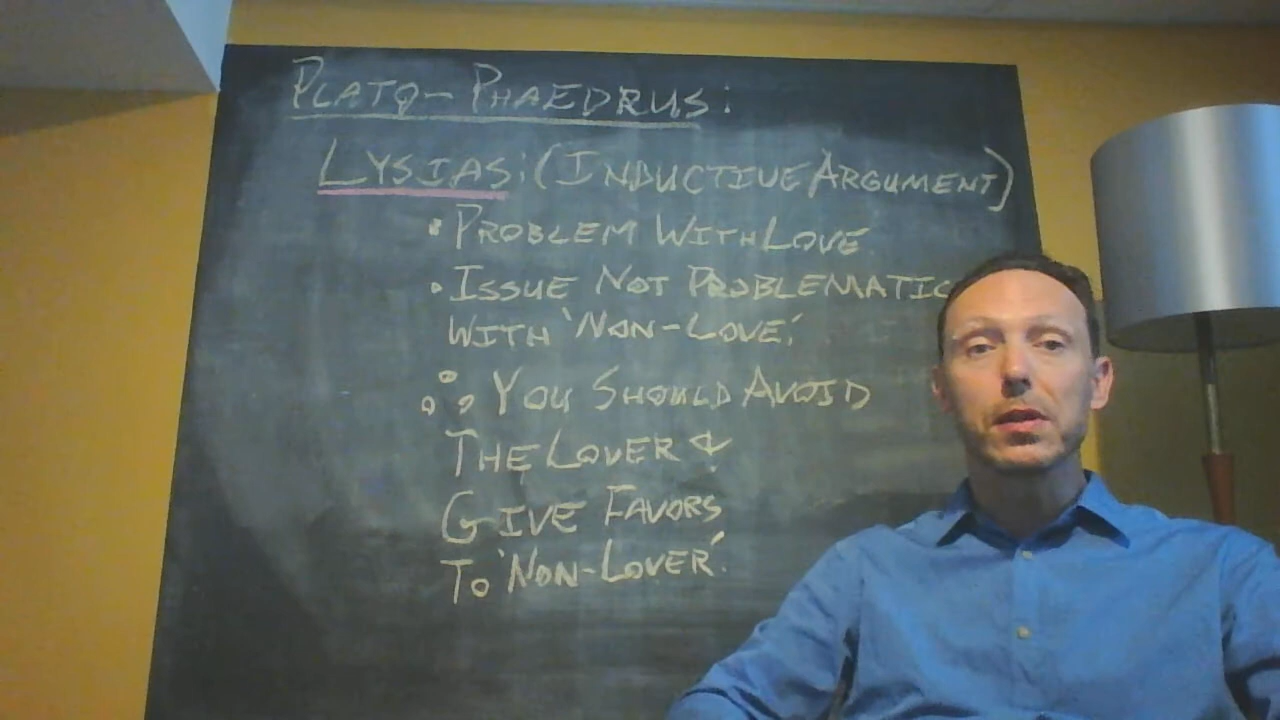 PLATO - PHAEDRUS:
LYSIAS: (INDUCTIVE ARGUMENT)
• PROBLEM WITH LOVE
• ISSUE NOT PROBLEMATIC
WITH 'NON-LOVE.'
∴ YOU SHOULD AVOID
THE LOVER &
GIVE FAVORS
TO 'NON-LOVER'.